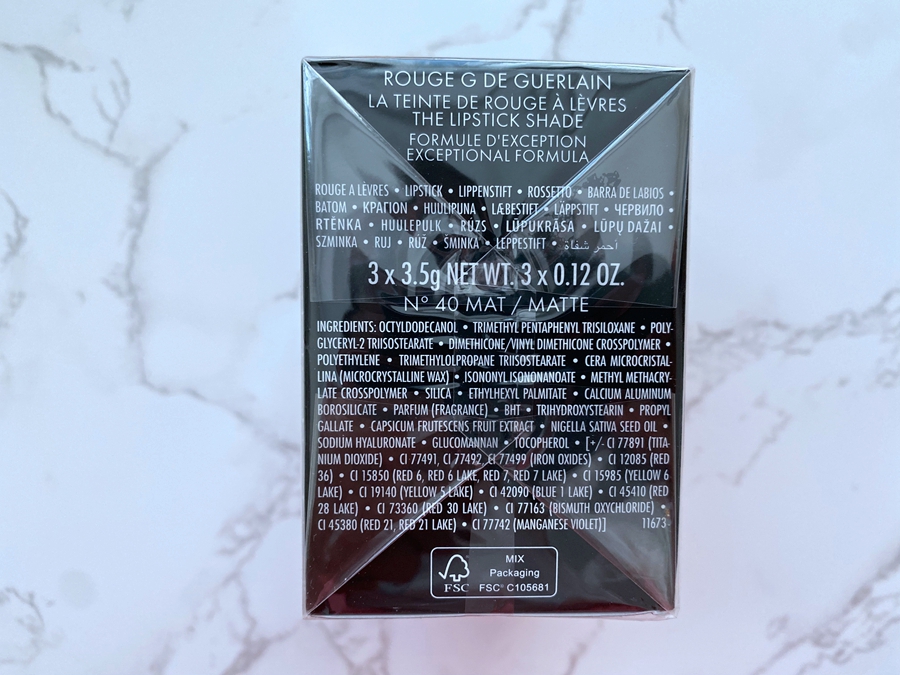 ROUGE G DE GUERLAIN
LA TEINTE DE ROUGE À LÈVRES
THE LIPSTICK SHADE
FORMULE D'EXCEPTION
EXCEPTIONAL FORMULA
ROUGE A LÈVRES • LIPSTICK • LIPPENSTIFT • ROSSETTO • BARRA DE LABIOS •
BATOM • ΚΡΑΓΙΟΝ • HUULIPUNA • LÆBESTIFT • LÄPPSTIFT • ЧЕРВИЛО •
RTĚNKA • HUULEPULK • RÚZS • LŪPUKRĀSA • LŪPŲ DAŽAI •
SZMINKA • RUJ • RÚŽ • ŠMINKA • LEPPESTIFT • أحمر شفاه
3 x 3.5g NET WT. 3 x 0.12 OZ.
N° 40 MAT / MATTE
INGREDIENTS: OCTYLDODECANOL • TRIMETHYL PENTAPHENYL TRISILOXANE • POLY-
GLYCERYL-2 TRIISOSTEARATE • DIMETHICONE/VINYL DIMETHICONE CROSSPOLYMER •
POLYETHYLENE • TRIMETHYLOLPROPANE TRIISOSTEARATE • CERA MICROCRISTAL-
LINA (MICROCRYSTALLINE WAX) • ISONONYL ISONONANOATE • METHYL METHACRY-
LATE CROSSPOLYMER • SILICA • ETHYLHEXYL PALMITATE • CALCIUM ALUMINUM
BOROSILICATE • PARFUM (FRAGRANCE) • BHT • TRIHYDROXYSTEARIN • PROPYL
GALLATE • CAPSICUM FRUTESCENS FRUIT EXTRACT • NIGELLA SATIVA SEED OIL •
SODIUM HYALURONATE • GLUCOMANNAN • TOCOPHEROL • [+/- CI 77891 (TITA-
NIUM DIOXIDE) • CI 77491, CI 77492, CI 77499 (IRON OXIDES) • CI 12085 (RED
36) • CI 15850 (RED 6, RED 6 LAKE, RED 7, RED 7 LAKE) • CI 15985 (YELLOW 6
LAKE) • CI 19140 (YELLOW 5 LAKE) • CI 42090 (BLUE 1 LAKE) • CI 45410 (RED
28 LAKE) • CI 73360 (RED 30 LAKE) • CI 77163 (BISMUTH OXYCHLORIDE) •
CI 45380 (RED 21, RED 21 LAKE) • CI 77742 (MANGANESE VIOLET)] 11673-
MIX
Packaging
FSC FSC® C105681